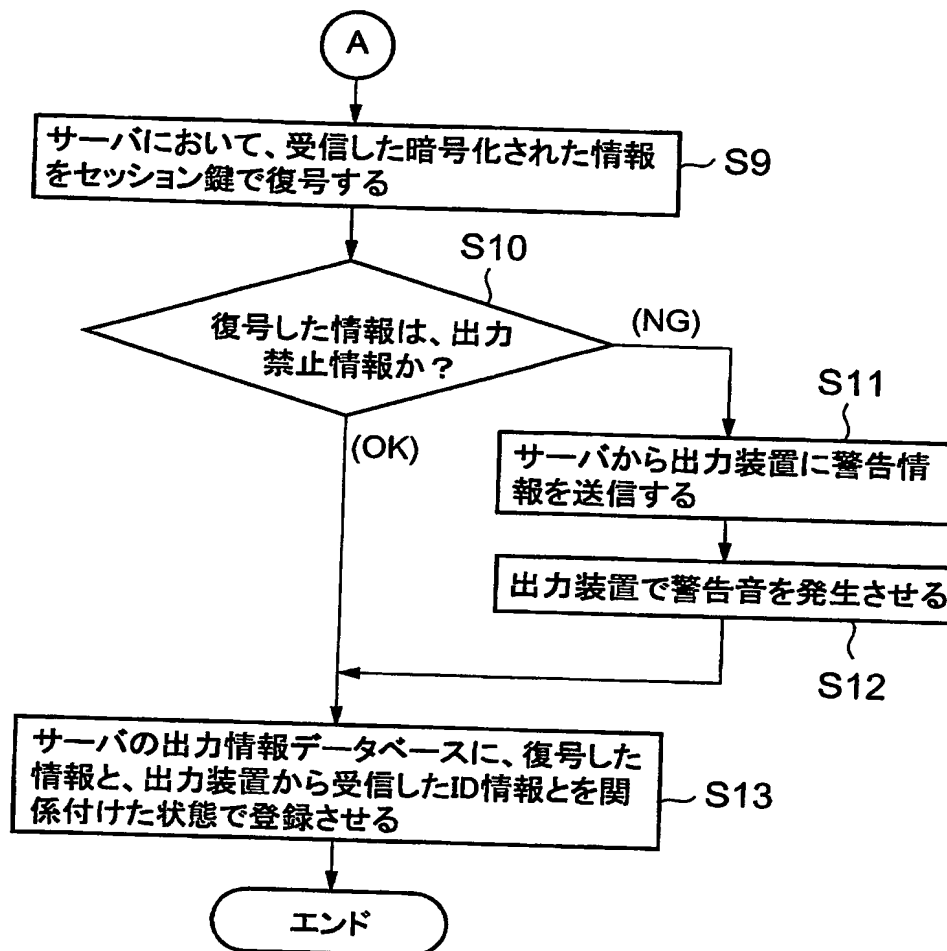 A
サーバにおいて、受信した暗号化された情報
をセッション鍵で復号する
S9
S10
復号した情報は、出力
禁止情報か？
(NG)
(OK)
S11
サーバから出力装置に警告情
報を送信する
出力装置で警告音を発生させる
S12
サーバの出力情報データベースに、復号した
情報と、出力装置から受信したID情報とを関
係付けた状態で登録させる
S13
エンド